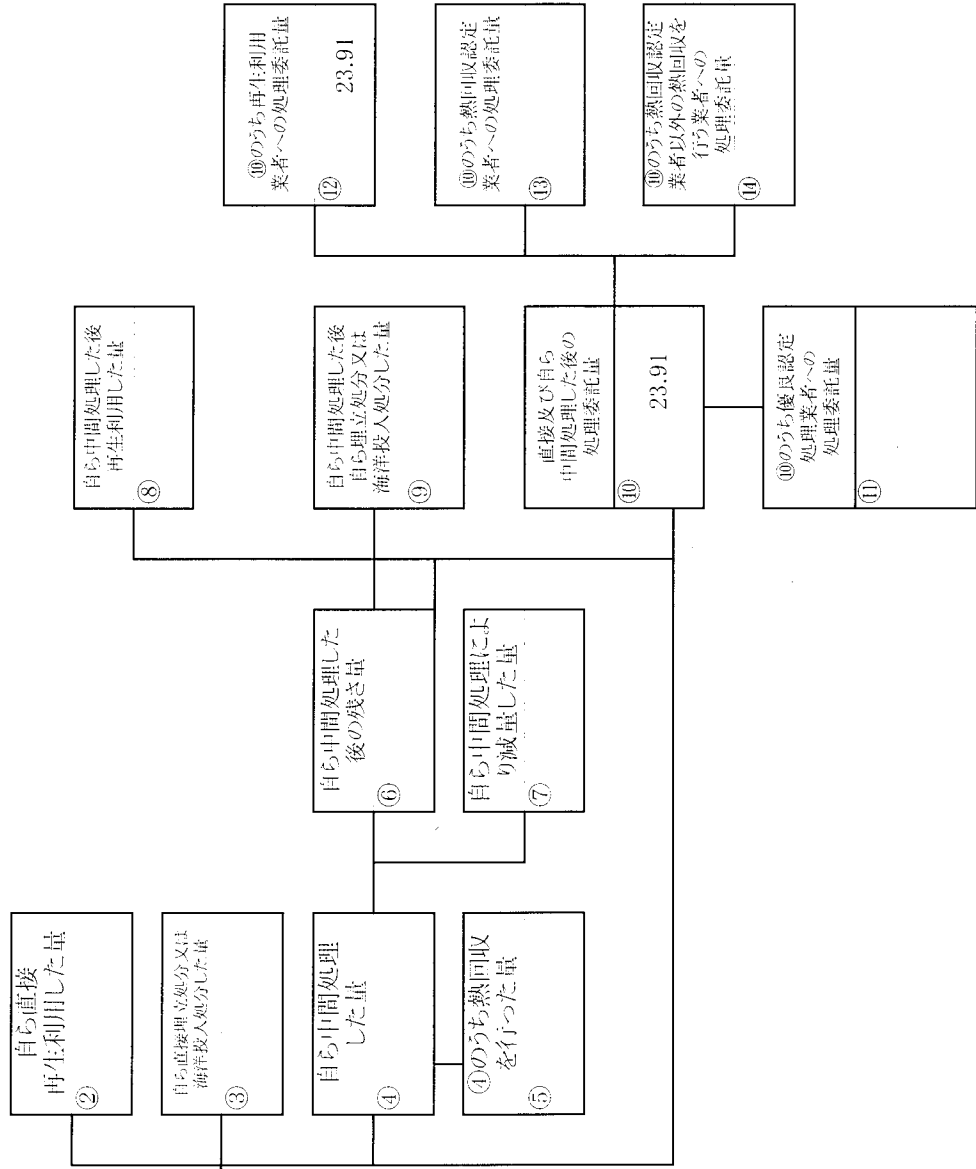 ②
自ら直接
再生利用した量
③
自ら直接埋立処分又は
海洋投入処分した量
④
自ら中間処理
した量
⑤
④のうち熱回収
を行った量
⑥
自ら中間処理した
後の残さ量
⑦
自ら中間処理によ
り減量した量
⑧
自ら中間処理した後
再生利用した量
⑨
自ら中間処理した後
自ら埋立処分又は
海洋投入処分した量
直接及び自ら
中間処理した後の
処理委託量
⑩
23.91
⑩のうち優良認定
処理業者への
処理委託量
⑪
⑩のうち再生利用
業者への処理委託量
⑫
23.91
⑩のうち熱回収認定
業者への処理委託量
⑬
⑩のうち熱回収認定
業者以外の熱回収を
行う業者への
処理委託量
⑭